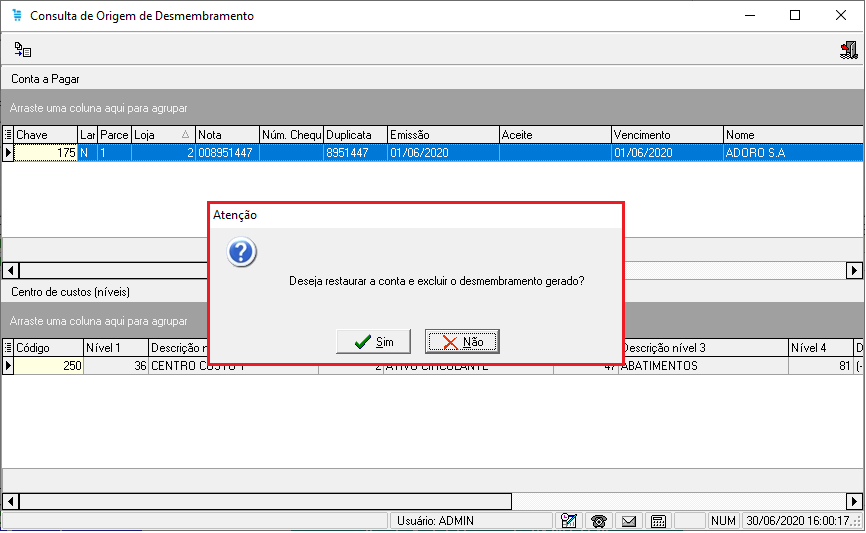 Consulta de Origem de Desmembramento
Conta a Pagar
Arraste uma coluna aqui para agrupar
Chave Lar Parce Loja Nota Núm. Chequ Duplicata Emissão Aceite Vencimento Nome
175 N 1 2 008951447 8951447 01/06/2020 01/06/2020 ADORO S.A
Atenção
Deseja restaurar a conta e excluir o desmembramento gerado?
Sim Não
Centro de custos (níveis)
Arraste uma coluna aqui para agrupar
Código Nível 1 Descrição n Descrição nível 3 Nível 4 D
250 36 CENTRO CUSTO 1 2 ATIVO CIRCULANTE 47 ABATIMENTOS 81 (-
Usuário: ADMIN NUM 30/06/2020 16:00:17